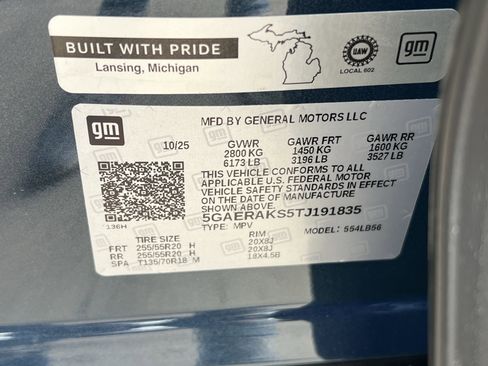 BUILT WITH PRIDE
Lansing, Michigan
UAW
LOCAL 602
gm
gm
MFD BY GENERAL MOTORS LLC
10/25 GVWR GAWR FRT GAWR RR
2800 KG 1450 KG 1600 KG
6173 LB 3196 LB 3527 LB
THIS VEHICLE CONFORMS TO ALL
APPLICABLE U.S. FEDERAL MOTOR
VEHICLE SAFETY STANDARDS IN EFFECT
ON THE DATE OF MANUFACTURE SHOWN ABOVE.
5GAERAKS5TJ191835
136H TYPE: MPV MODEL: 554LB56
TIRE SIZE RIM
FRT 255/55R20 H 20X8J
RR 255/55R20 H 20X8J
SPA T135/70R18 M 18X4.5B